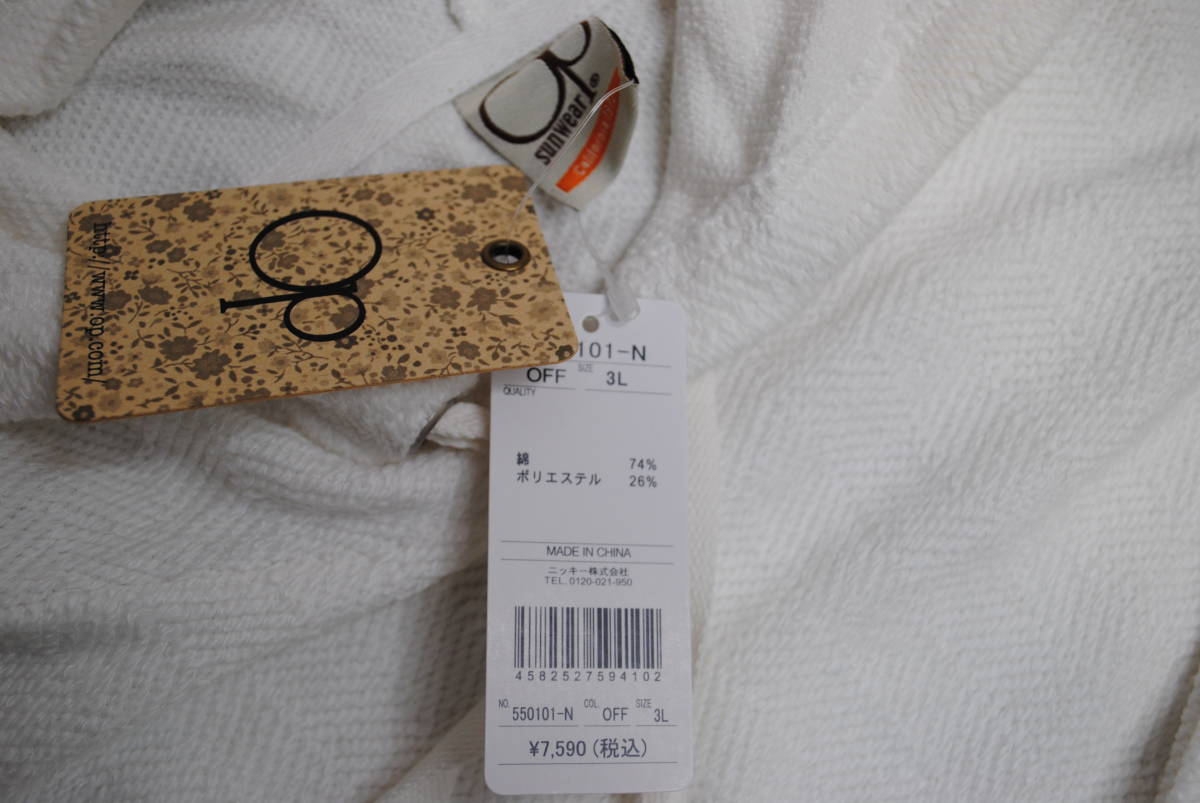 sunwear®
op
http://www.op.com/
101-N
OFF SIZE 3L
QUALITY
綿 74%
ポリエステル 26%
MADE IN CHINA
ニッキー株式会社
TEL.0120-021-950
4582527594102
NO. 550101-N COL. OFF SIZE 3L
¥7,590(税込)